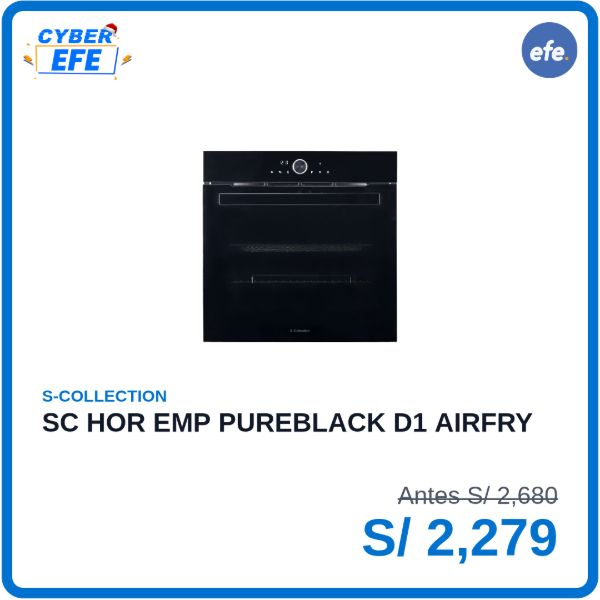 CYBER
EFE
efe.
S-COLLECTION
SC HOR EMP PUREBLACK D1 AIRFRY
Antes S/ 2,680
S/ 2,279